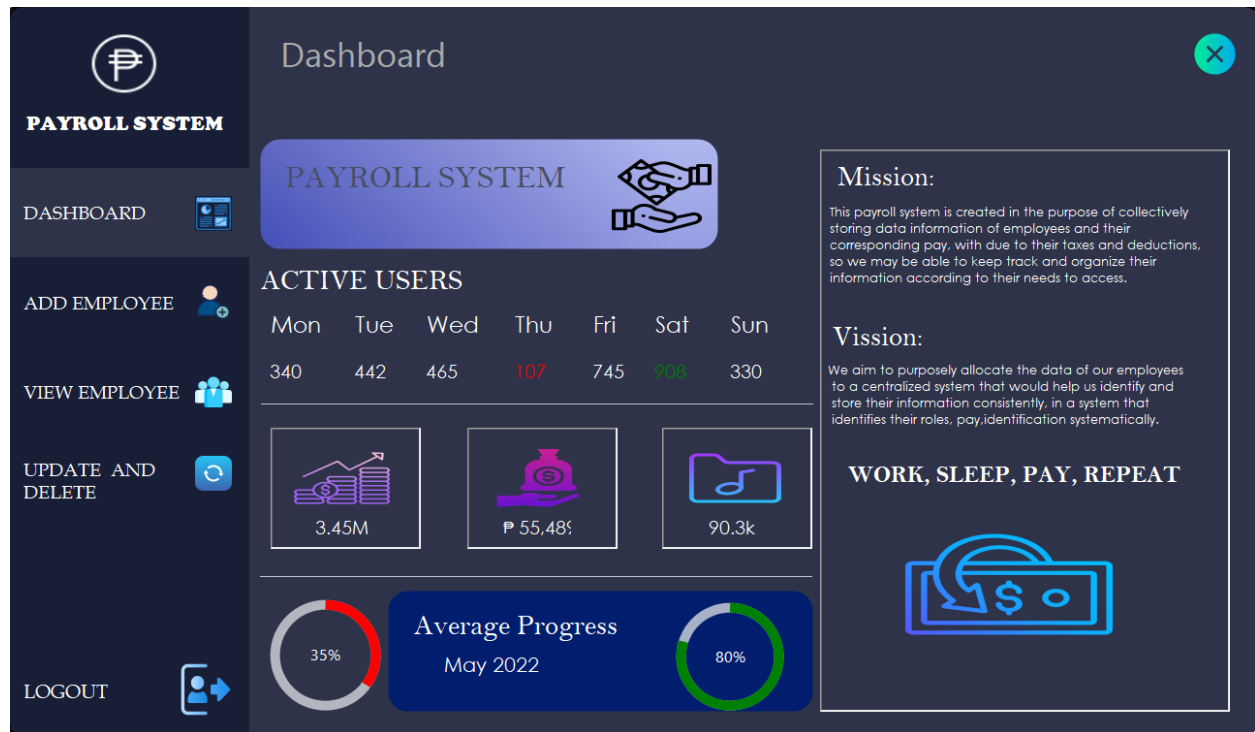 PAYROLL SYSTEM
DASHBOARD
ADD EMPLOYEE
VIEW EMPLOYEE
UPDATE AND
DELETE
LOGOUT
Dashboard
PAYROLL SYSTEM
ACTIVE USERS
Mon Tue Wed Thu Fri Sat Sun
340 442 465 107 745 908 330
3.45M ₱ 55,489 90.3k
35%
Average Progress
May 2022
80%
Mission:
This payroll system is created in the purpose of collectively
storing data information of employees and their
corresponding pay, with due to their taxes and deductions,
so we may be able to keep track and organize their
information according to their needs to access.
Vission:
We aim to purposely allocate the data of our employees
to a centralized system that would help us identify and
store their information consistently, in a system that
identifies their roles, pay,identification systematically.
WORK, SLEEP, PAY, REPEAT